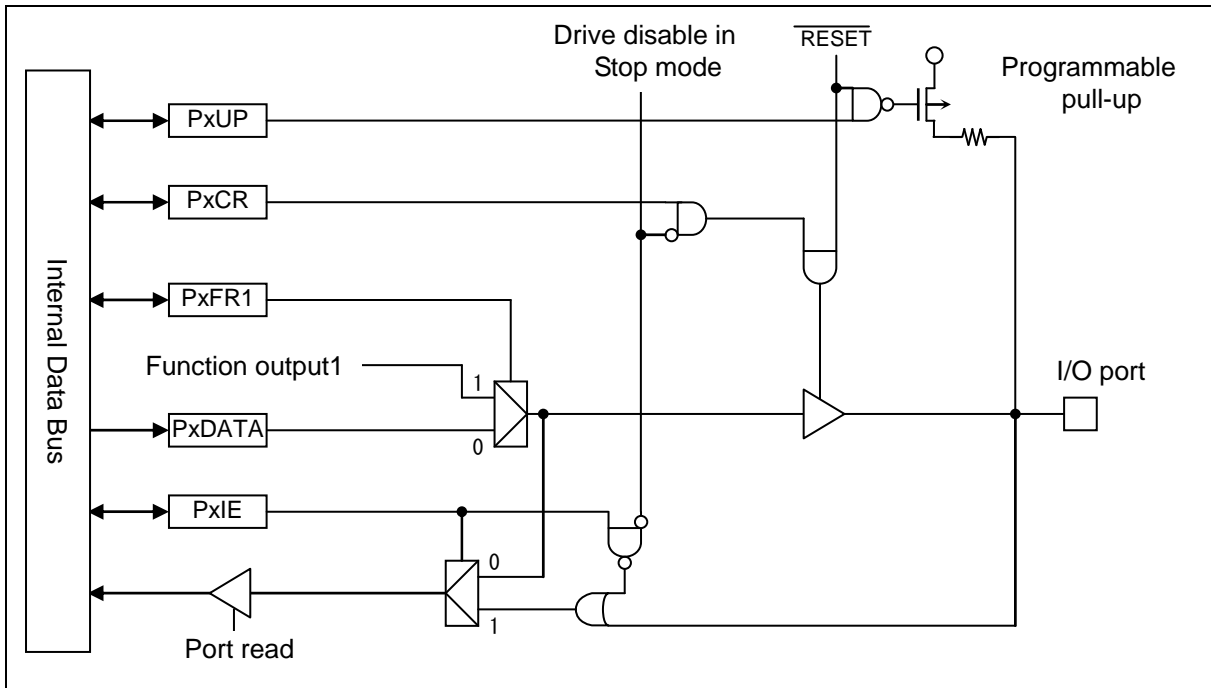 Drive disable in
Stop mode
RESET
Programmable
pull-up
Internal Data Bus
PxUP
PxCR
PxFR1
Function output1
1
I/O port
PxDATA
0
PxIE
0
1
Port read